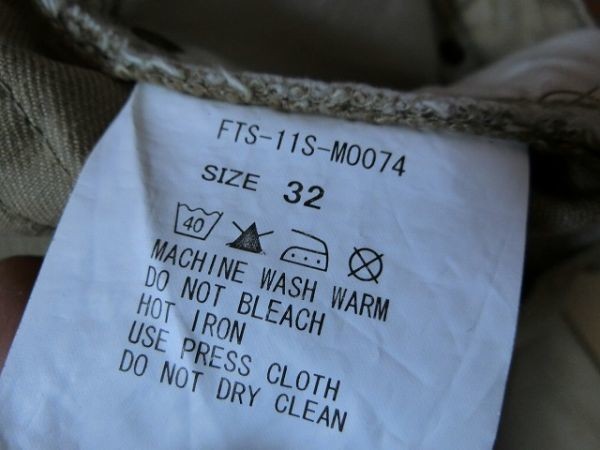 FTS-11S-M0074
SIZE 32
40
MACHINE WASH WARM
DO NOT BLEACH
HOT IRON
USE PRESS CLOTH
DO NOT DRY CLEAN